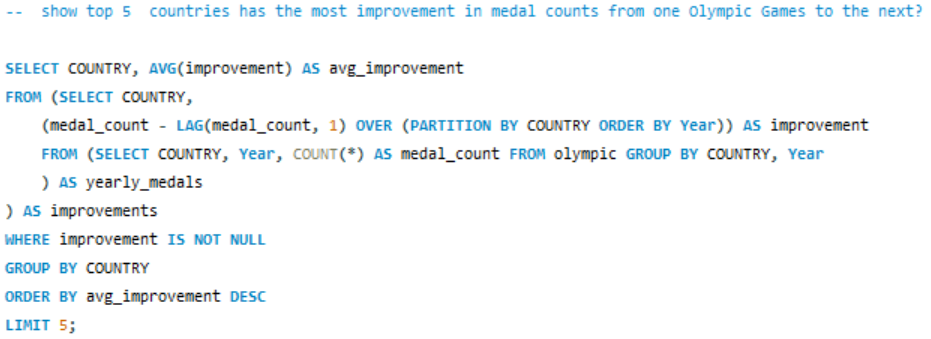 -- show top 5 countries has the most improvement in medal counts from one Olympic Games to the next?
SELECT COUNTRY, AVG(improvement) AS avg_improvement
FROM (SELECT COUNTRY,
(medal_count - LAG(medal_count, 1) OVER (PARTITION BY COUNTRY ORDER BY Year)) AS improvement
FROM (SELECT COUNTRY, Year, COUNT(*) AS medal_count FROM olympic GROUP BY COUNTRY, Year
) AS yearly_medals
) AS improvements
WHERE improvement IS NOT NULL
GROUP BY COUNTRY
ORDER BY avg_improvement DESC
LIMIT 5;